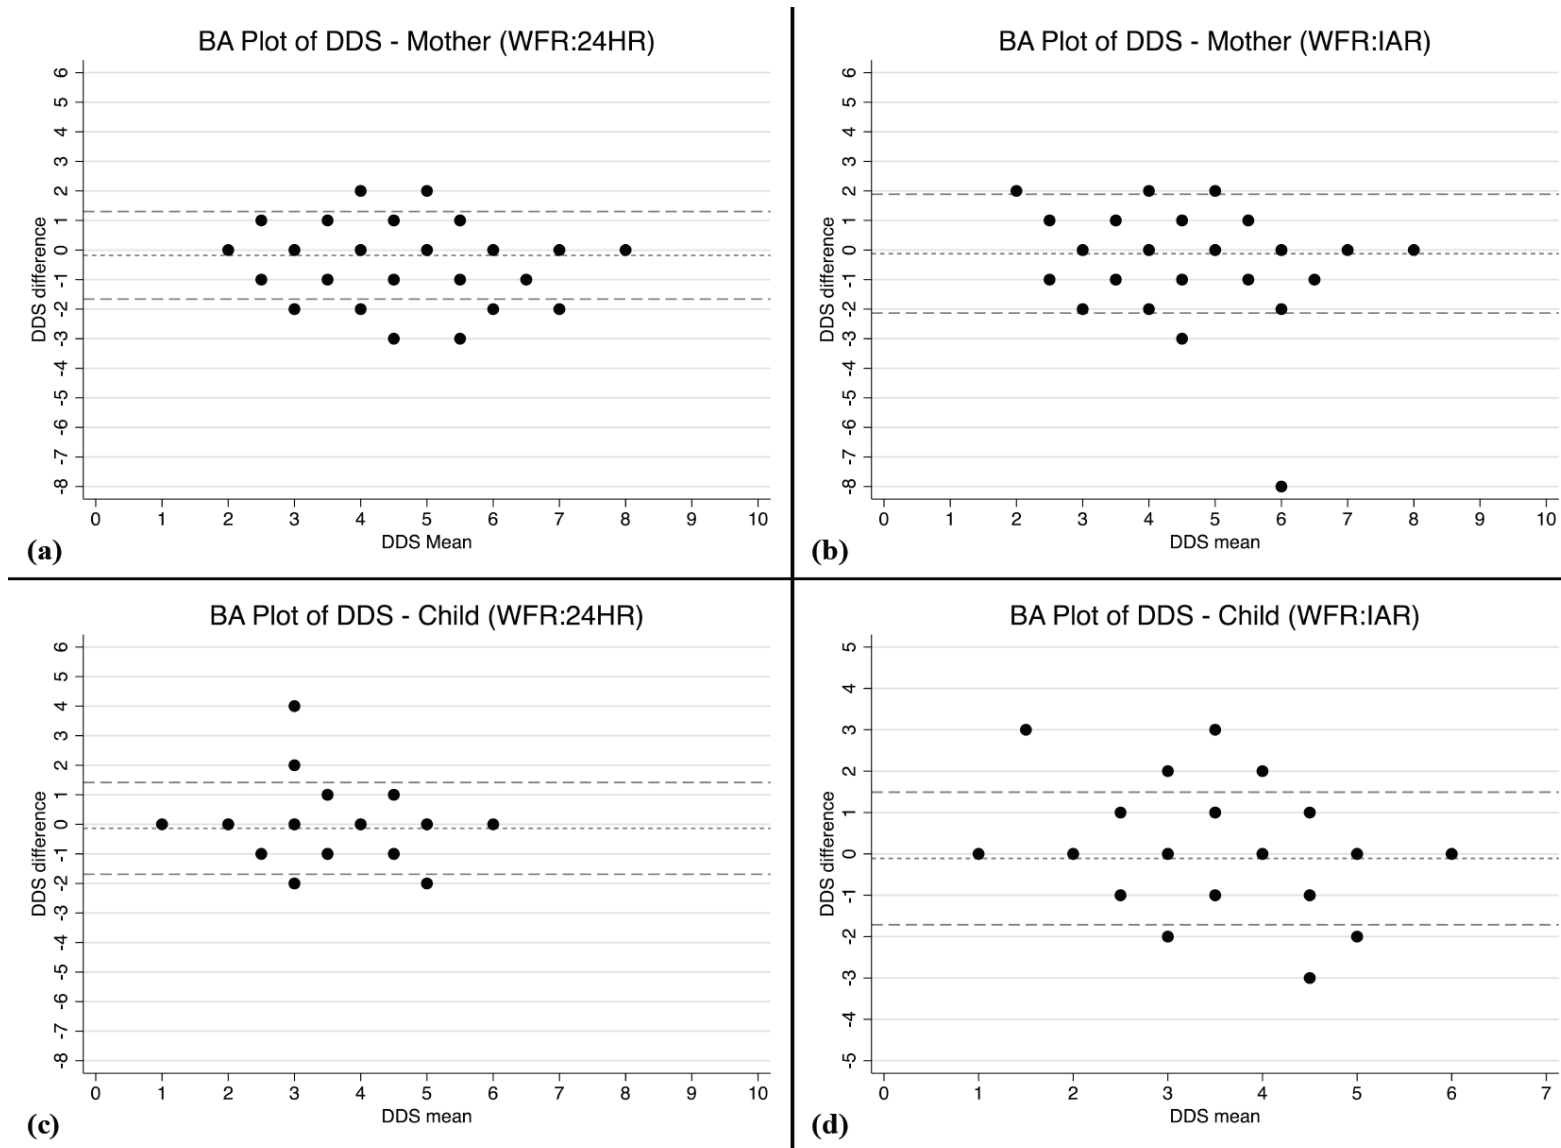 BA Plot of DDS - Mother (WFR:24HR)
6
5
4
3
2
1
0
-1
-2
-3
-4
-5
-6
-7
-8
DDS difference
0 1 2 3 4 5 6 7 8 9 10
DDS Mean
(a)
BA Plot of DDS - Mother (WFR:IAR)
6
5
4
3
2
1
0
-1
-2
-3
-4
-5
-6
-7
-8
DDS difference
0 1 2 3 4 5 6 7 8 9 10
DDS mean
(b)
BA Plot of DDS - Child (WFR:24HR)
6
5
4
3
2
1
0
-1
-2
-3
-4
-5
-6
-7
-8
DDS difference
0 1 2 3 4 5 6 7 8 9 10
DDS mean
(c)
BA Plot of DDS - Child (WFR:IAR)
5
4
3
2
1
0
-1
-2
-3
-4
-5
DDS difference
0 1 2 3 4 5 6 7
DDS mean
(d)